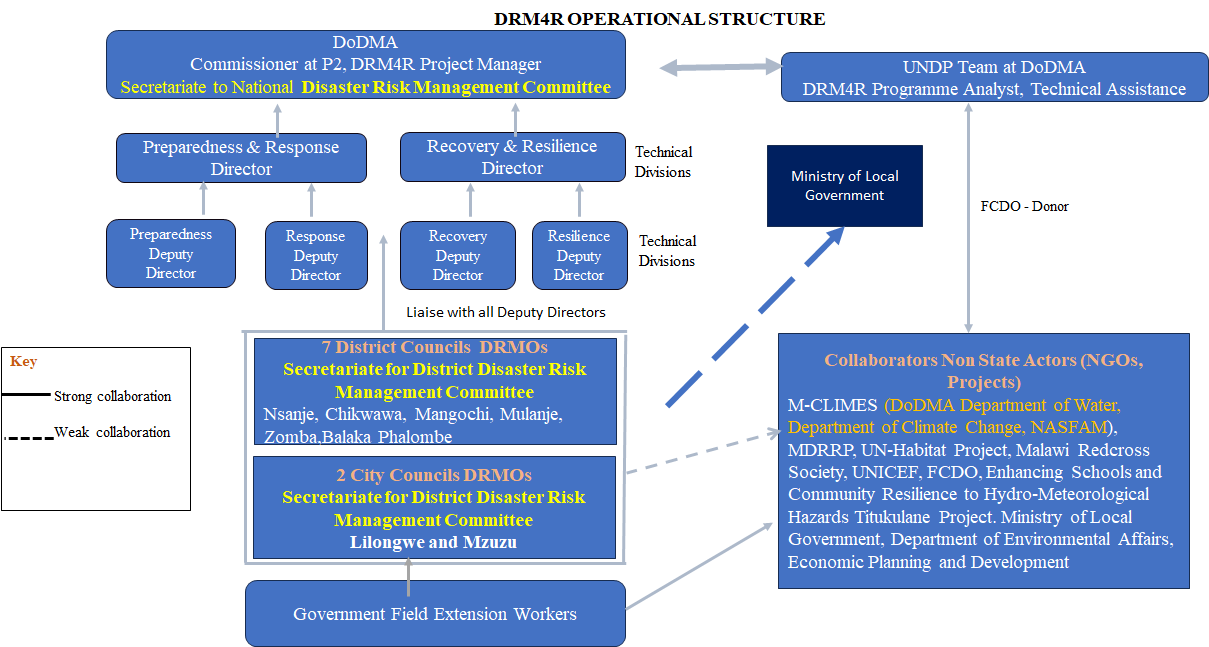 DRM4R OPERATIONAL STRUCTURE
DoDMA
Commissioner at P2, DRM4R Project Manager
Secretariate to National Disaster Risk Management Committee
UNDP Team at DoDMA
DRM4R Programme Analyst, Technical Assistance
Preparedness & Response
Director
Recovery & Resilience
Director
Technical
Divisions
Ministry of Local
Government
FCDO - Donor
Preparedness
Deputy
Director
Response
Deputy
Director
Recovery
Deputy
Director
Resilience
Deputy
Director
Technical
Divisions
Liaise with all Deputy Directors
7 District Councils DRMOs
Secretariate for District Disaster Risk
Management Committee
Nsanje, Chikwawa, Mangochi, Mulanje,
Zomba,Balaka Phalombe
2 City Councils DRMOs
Secretariate for District Disaster Risk
Management Committee
Lilongwe and Mzuzu
Government Field Extension Workers
Key
Strong collaboration
Weak collaboration
Collaborators Non State Actors (NGOs,
Projects)
M-CLIMES (DoDMA Department of Water,
Department of Climate Change, NASFAM),
MDRRP, UN-Habitat Project, Malawi Redcross
Society, UNICEF, FCDO, Enhancing Schools and
Community Resilience to Hydro-Meteorological
Hazards Titukulane Project. Ministry of Local
Government, Department of Environmental Affairs,
Economic Planning and Development